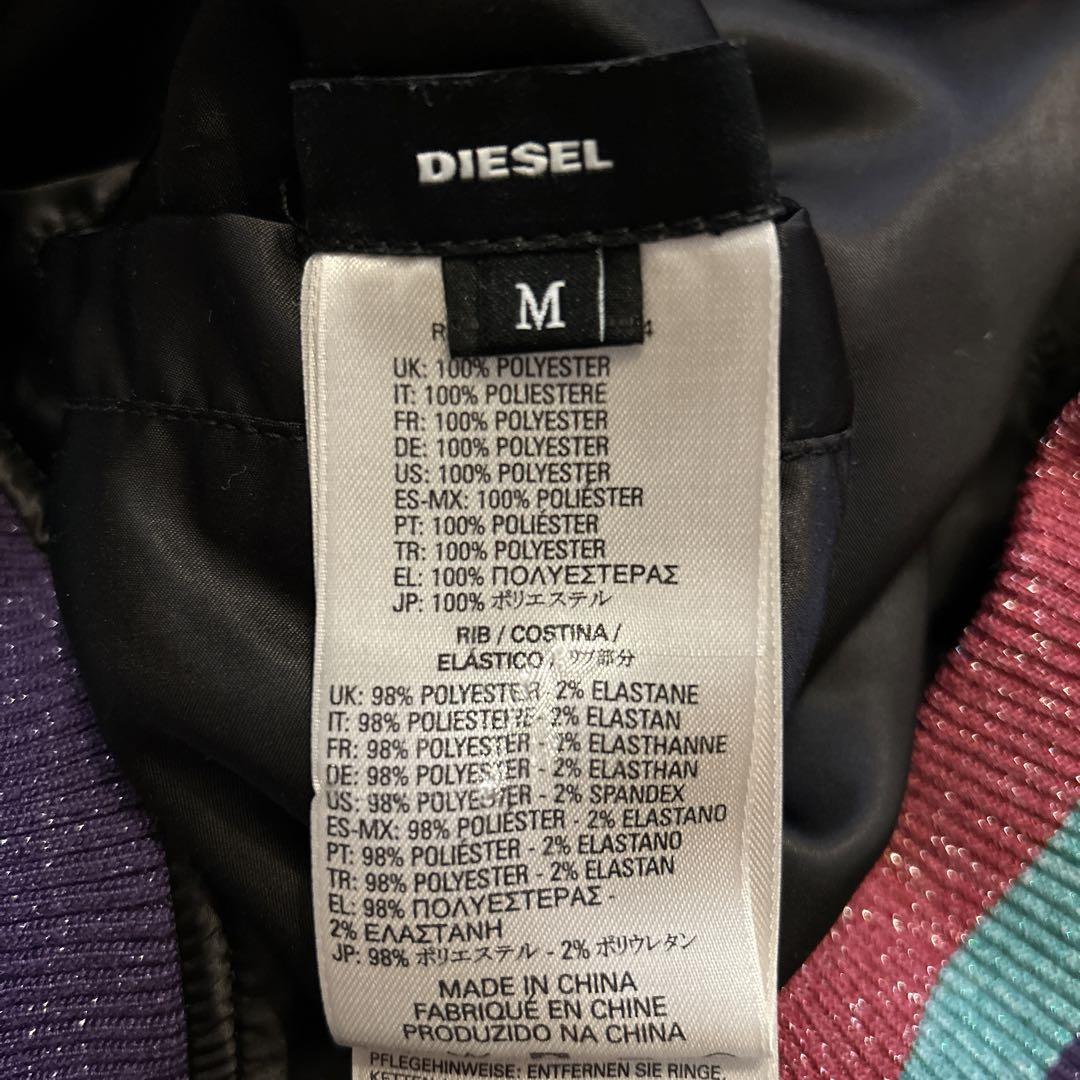 DIESEL
M
UK: 100% POLYESTER
IT: 100% POLIESTERE
FR: 100% POLYESTER
DE: 100% POLYESTER
US: 100% POLYESTER
ES-MX: 100% POLIÉSTER
PT: 100% POLIÉSTER
TR: 100% POLYESTER
EL: 100% ΠΟΛΥΕΣΤΕΡΑΣ
JP: 100% ポリエステル
RIB / COSTINA /
ELÁSTICO / リブ部分
UK: 98% POLYESTER - 2% ELASTANE
IT: 98% POLIESTERE - 2% ELASTAN
FR: 98% POLYESTER - 2% ELASTHANNE
DE: 98% POLYESTER - 2% ELASTHAN
US: 98% POLYESTER - 2% SPANDEX
ES-MX: 98% POLIÉSTER - 2% ELASTANO
PT: 98% POLIÉSTER - 2% ELASTANO
TR: 98% POLYESTER - 2% ELASTAN
EL: 98% ΠΟΛΥΕΣΤΕΡΑΣ -
2% ΕΛΑΣΤΑΝΗ
JP: 98% ポリエステル - 2% ポリウレタン
MADE IN CHINA
FABRIQUÉ EN CHINE
PRODUZIDO NA CHINA
PFLEGEHINWEISE: ENTFERNEN SIE RINGE,